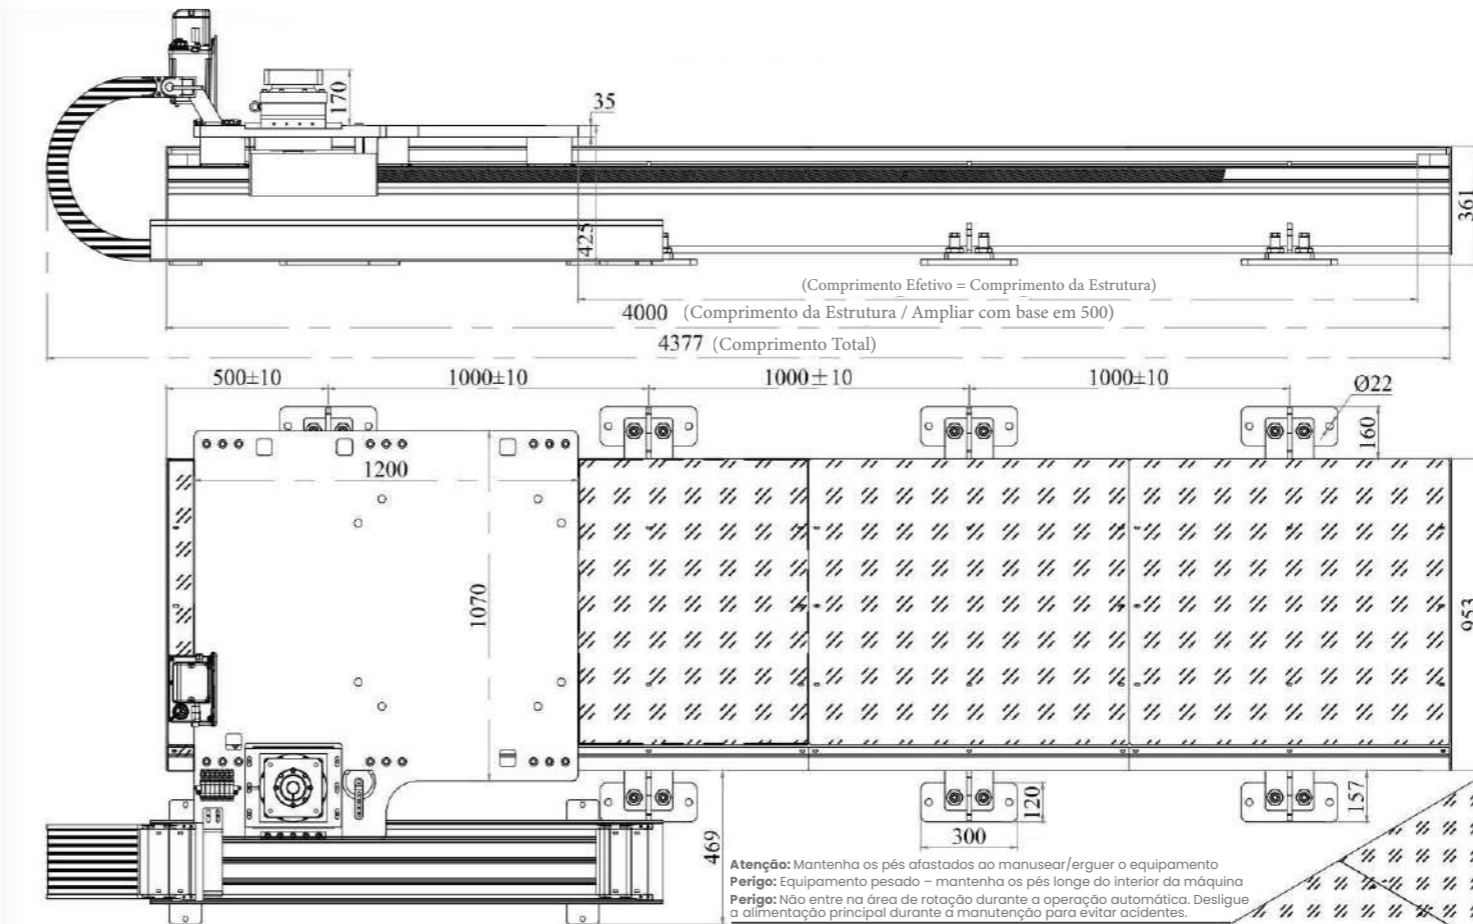 170
35
425
361
(Comprimento Efetivo = Comprimento da Estrutura)
4000 (Comprimento da Estrutura / Ampliar com base em 500)
4377 (Comprimento Total)
500±10
1000±10
1000±10
1000±10
Ø22
160
1200
1070
953
469
300
120
157
Atenção: Mantenha os pés afastados ao manusear/erguer o equipamento
Perigo: Equipamento pesado – mantenha os pés longe do interior da máquina
Perigo: Não entre na área de rotação durante a operação automática. Desligue
a alimentação principal durante a manutenção para evitar acidentes.